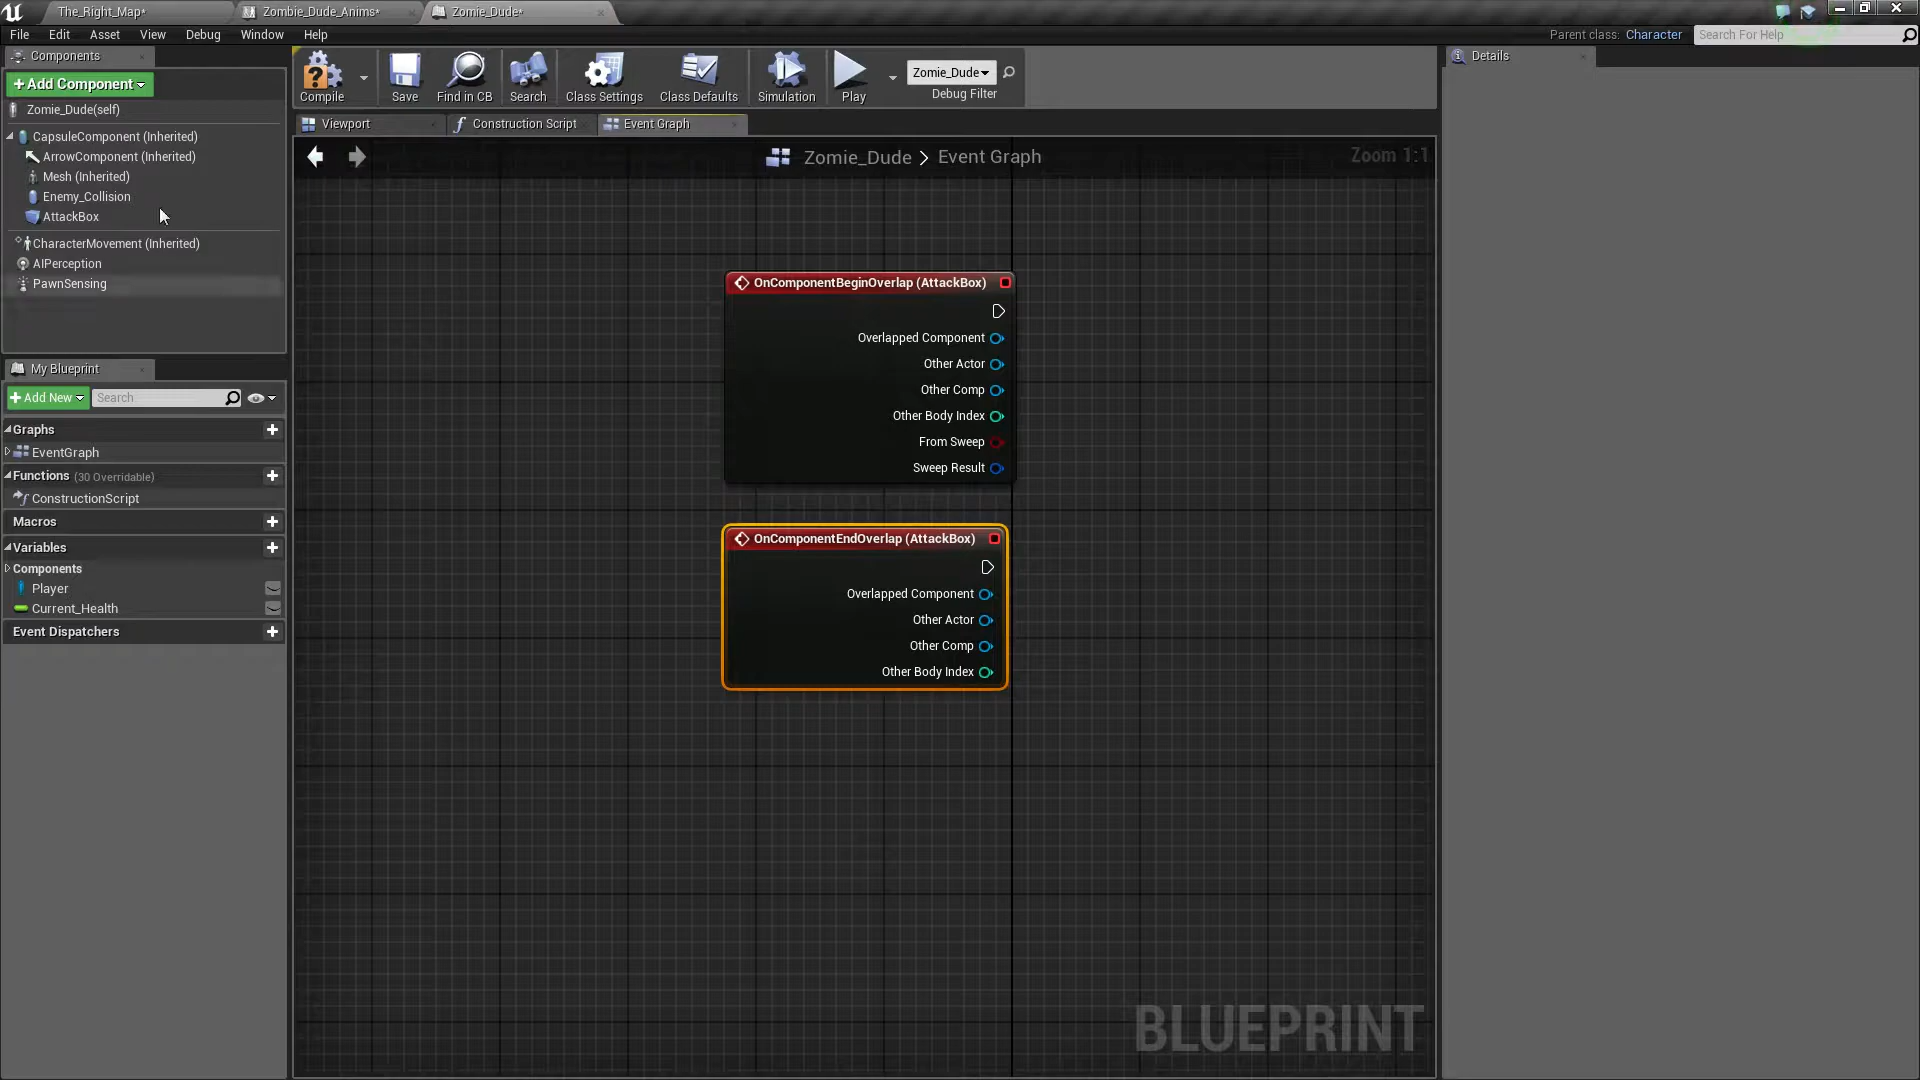 The_Right_Map*
Zombie_Dude_Anims*
Zomie_Dude*
File Edit Asset View Debug Window Help
Parent class: Character
Search For Help
Components
Add Component
Zomie_Dude(self)
CapsuleComponent (Inherited)
ArrowComponent (Inherited)
Mesh (Inherited)
Enemy_Collision
AttackBox
CharacterMovement (Inherited)
AIPerception
PawnSensing
My Blueprint
Add New
Search
Graphs
EventGraph
Functions (30 Overridable)
ConstructionScript
Macros
Variables
Components
Player
Current_Health
Event Dispatchers
Compile
Save
Find in CB
Search
Class Settings
Class Defaults
Simulation
Play
Zomie_Dude
Debug Filter
Viewport
Construction Script
Event Graph
Zomie_Dude > Event Graph
Zoom 1:1
OnComponentBeginOverlap (AttackBox)
Overlapped Component
Other Actor
Other Comp
Other Body Index
From Sweep
Sweep Result
OnComponentEndOverlap (AttackBox)
Overlapped Component
Other Actor
Other Comp
Other Body Index
BLUEPRINT
Details